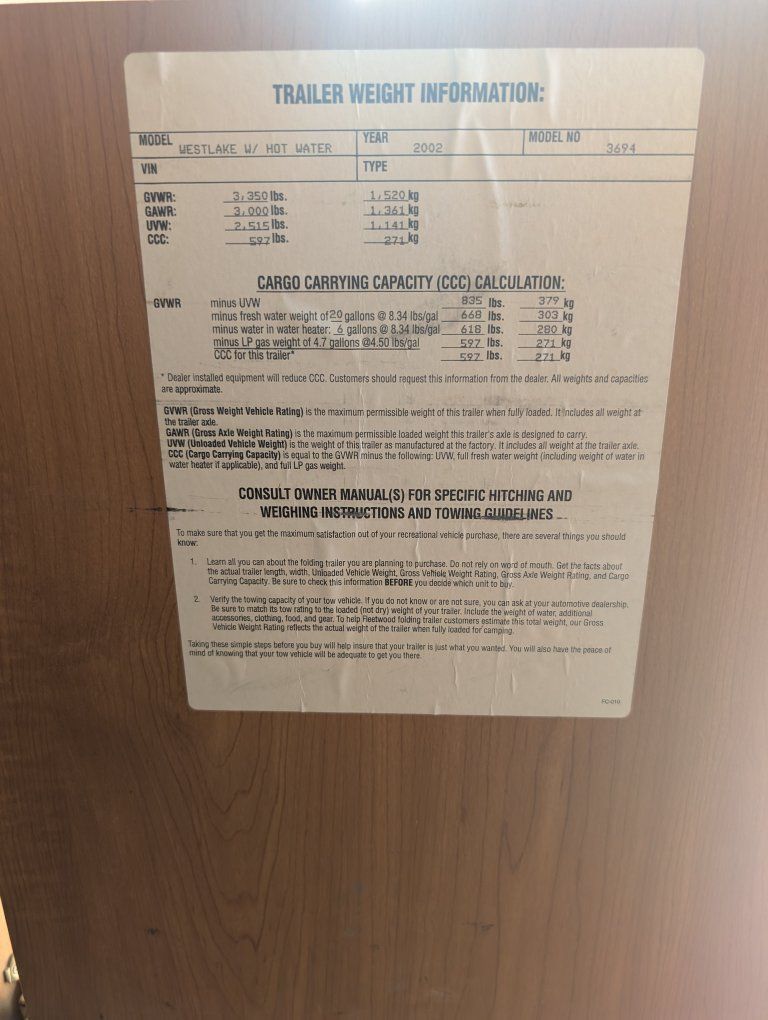 TRAILER WEIGHT INFORMATION:
MODEL WESTLAKE W/ HOT WATER YEAR 2002 MODEL NO 3694
VIN TYPE
GVWR: 3,350 lbs. 1,520 kg
GAWR: 3,000 lbs. 1,361 kg
UVW: 2,515 lbs. 1,141 kg
CCC: 597 lbs. 271 kg
CARGO CARRYING CAPACITY (CCC) CALCULATION:
GVWR minus UVW 835 lbs. 379 kg
minus fresh water weight of 20 gallons @ 8.34 lbs/gal 668 lbs. 303 kg
minus water in water heater: 6 gallons @ 8.34 lbs/gal 618 lbs. 280 kg
minus LP gas weight of 4.7 gallons @4.50 lbs/gal 597 lbs. 271 kg
CCC for this trailer* 597 lbs. 271 kg
* Dealer installed equipment will reduce CCC. Customers should request this information from the dealer. All weights and capacities
are approximate.
GVWR (Gross Weight Vehicle Rating) is the maximum permissible weight of this trailer when fully loaded. It includes all weight at
the trailer axle.
GAWR (Gross Axle Weight Rating) is the maximum permissible loaded weight this trailer's axle is designed to carry.
UVW (Unloaded Vehicle Weight) is the weight of this trailer as manufactured at the factory. It includes all weight at the trailer axle.
CCC (Cargo Carrying Capacity) is equal to the GVWR minus the following: UVW, full fresh water weight (including weight of water in
water heater if applicable), and full LP gas weight.
CONSULT OWNER MANUAL(S) FOR SPECIFIC HITCHING AND
WEIGHING INSTRUCTIONS AND TOWING GUIDELINES
To make sure that you get the maximum satisfaction out of your recreational vehicle purchase, there are several things you should
know:
1. Learn all you can about the folding trailer you are planning to purchase. Do not rely on word of mouth. Get the facts about
the actual trailer length, width, Unloaded Vehicle Weight, Gross Vehicle Weight Rating, Gross Axle Weight Rating, and Cargo
Carrying Capacity. Be sure to check this information BEFORE you decide which unit to buy.
2. Verify the towing capacity of your tow vehicle. If you do not know or are not sure, you can ask at your automotive dealership.
Be sure to match its tow rating to the loaded (not dry) weight of your trailer. Include the weight of water, additional
accessories, clothing, food, and gear. To help Fleetwood folding trailer customers estimate this total weight, our Gross
Vehicle Weight Rating reflects the actual weight of the trailer when fully loaded for camping.
Taking these simple steps before you buy will help insure that your trailer is just what you wanted. You will also have the peace of
mind of knowing that your tow vehicle will be adequate to get you there.
FC-019